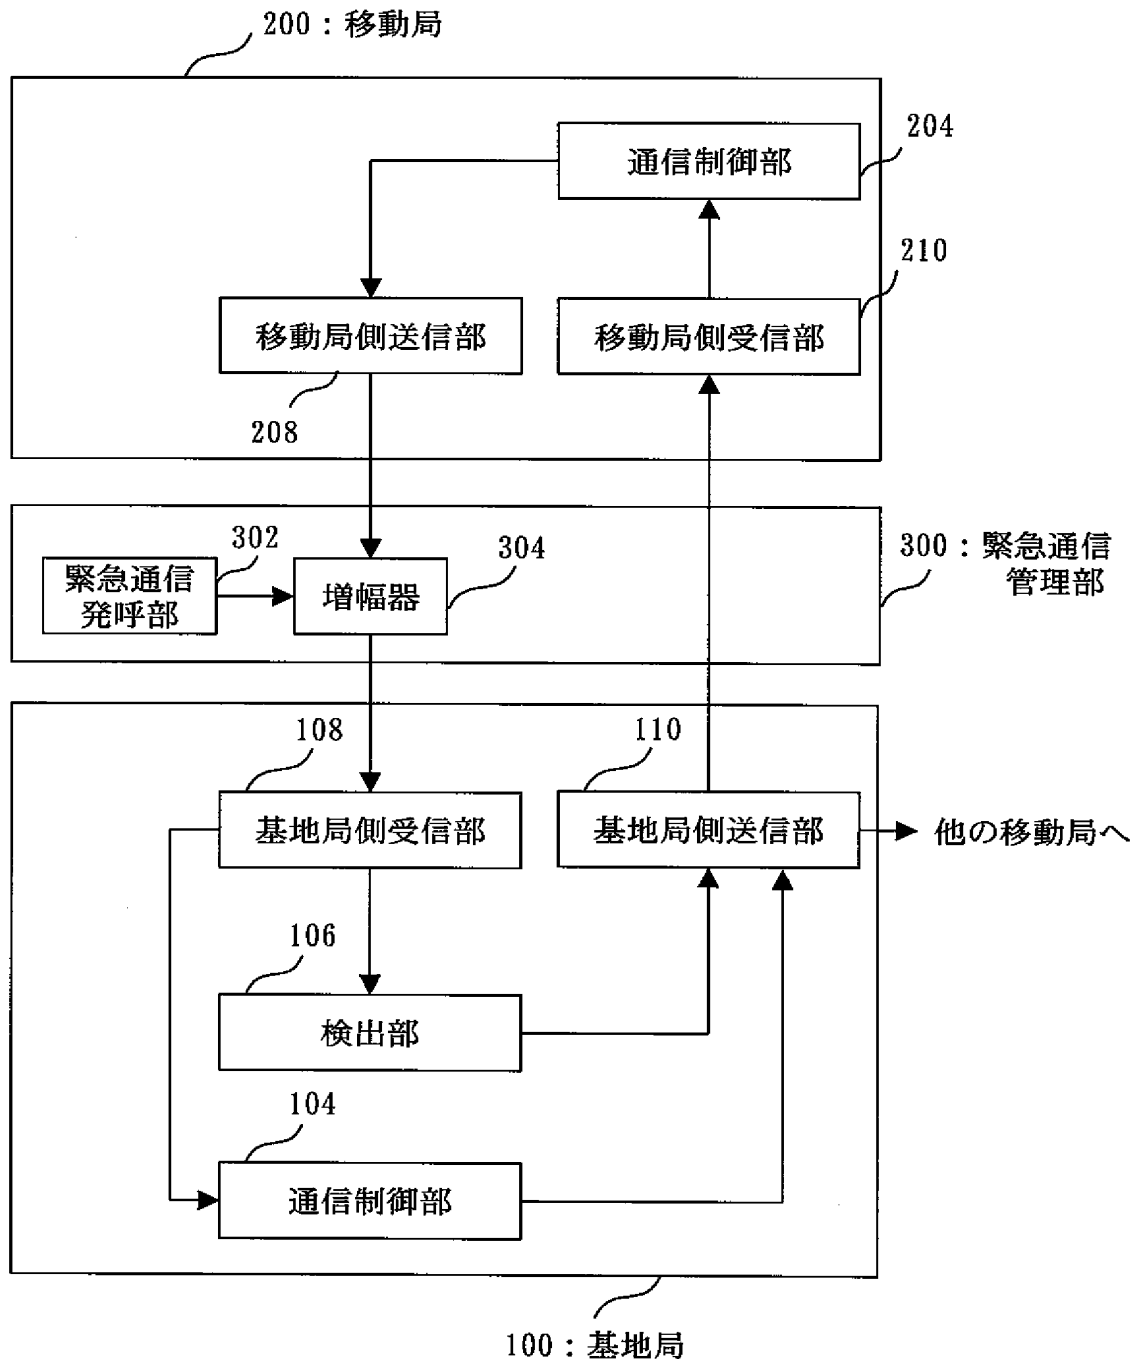 200：移動局
204
通信制御部
210
移動局側送信部
移動局側受信部
208
302
304
300：緊急通信
管理部
緊急通信
発呼部
増幅器
108
110
基地局側受信部
基地局側送信部
他の移動局へ
106
検出部
104
通信制御部
100：基地局